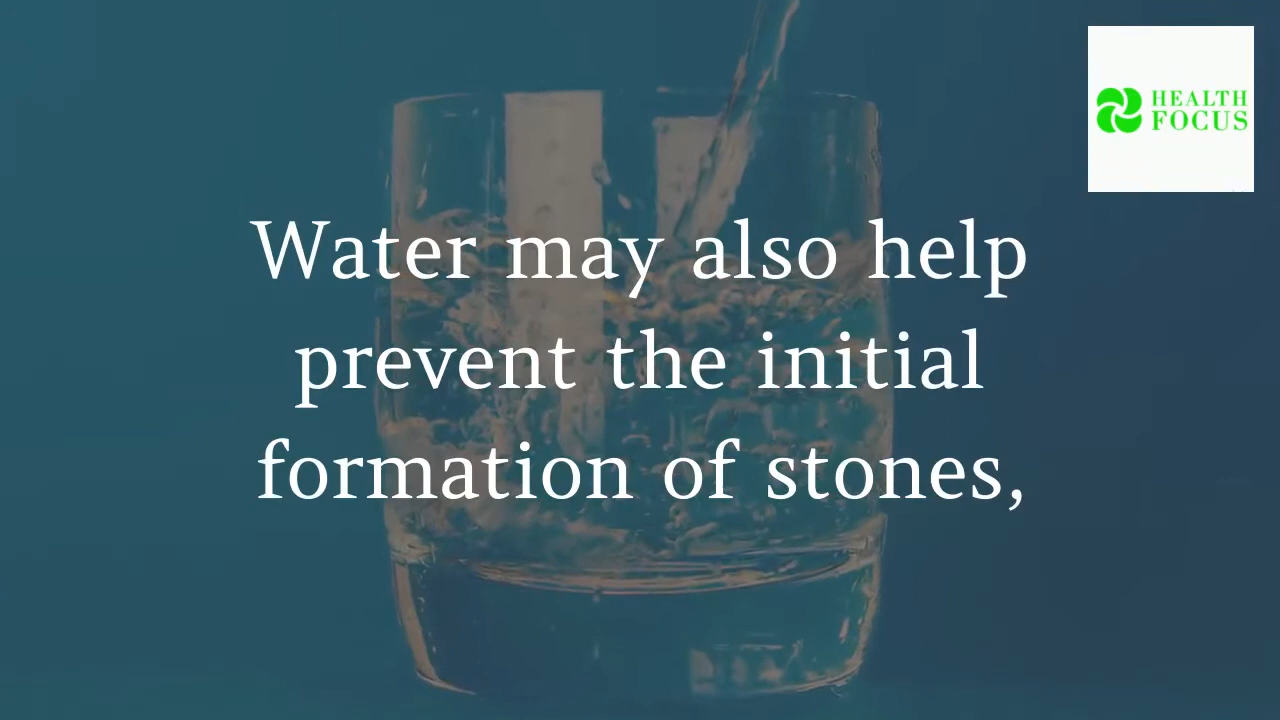 HEALTH
FOCUS
Water may also help
prevent the initial
formation of stones,